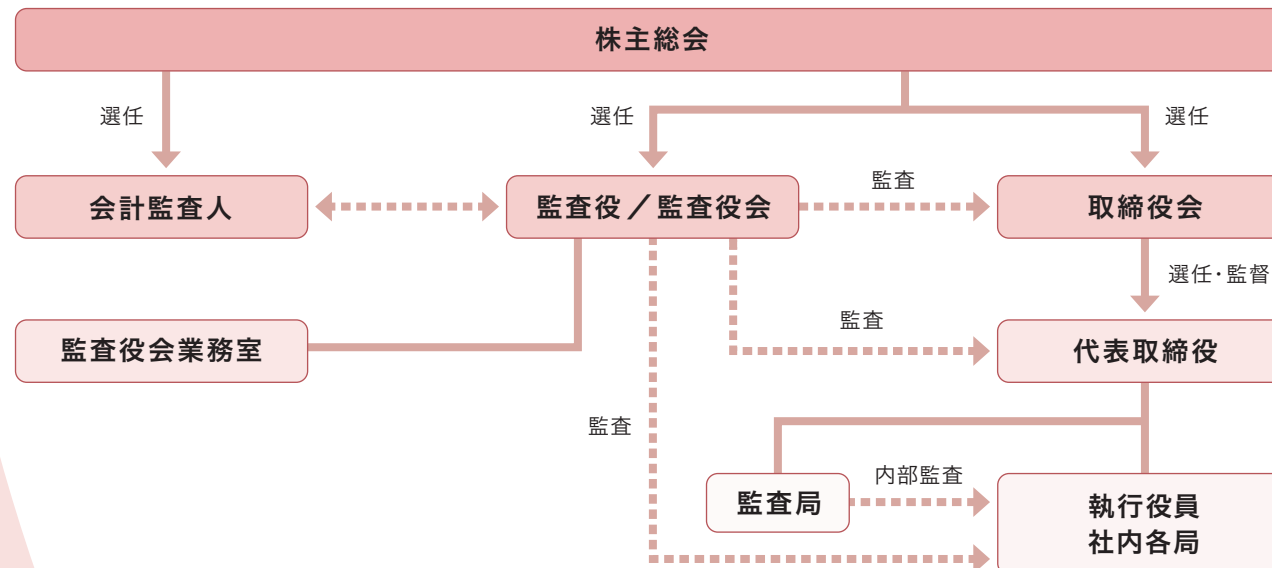 株主総会
選任
選任
選任
会計監査人
監査役／監査役会
監査
取締役会
選任・監督
監査役会業務室
監査
代表取締役
監査
監査局
内部監査
執行役員
社内各局